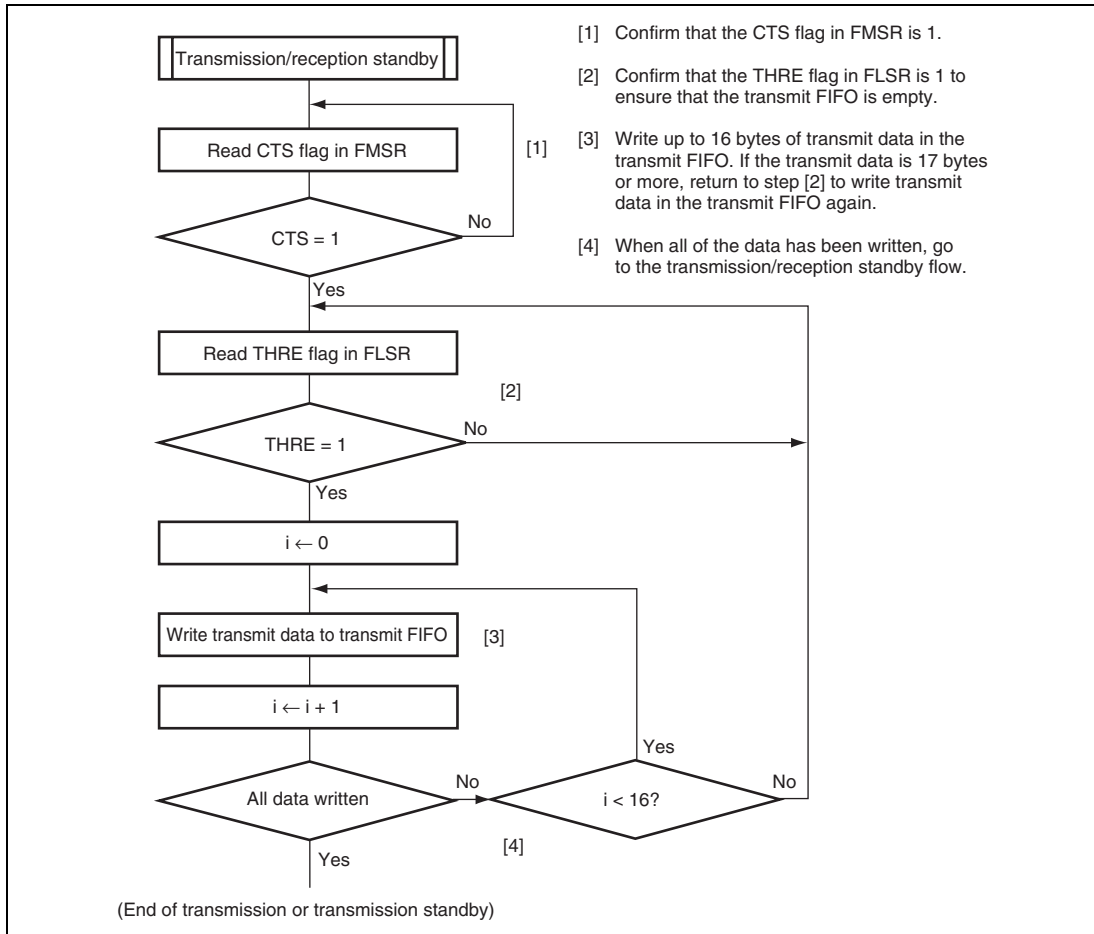 Transmission/reception standby
Read CTS flag in FMSR
[1]
CTS = 1
No
Yes
Read THRE flag in FLSR
[2]
THRE = 1
No
Yes
i ← 0
Write transmit data to transmit FIFO
[3]
i ← i + 1
All data written
No
i < 16?
Yes
No
[4]
Yes
(End of transmission or transmission standby)
[1] Confirm that the CTS flag in FMSR is 1.
[2] Confirm that the THRE flag in FLSR is 1 to
ensure that the transmit FIFO is empty.
[3] Write up to 16 bytes of transmit data in the
transmit FIFO. If the transmit data is 17 bytes
or more, return to step [2] to write transmit
data in the transmit FIFO again.
[4] When all of the data has been written, go
to the transmission/reception standby flow.